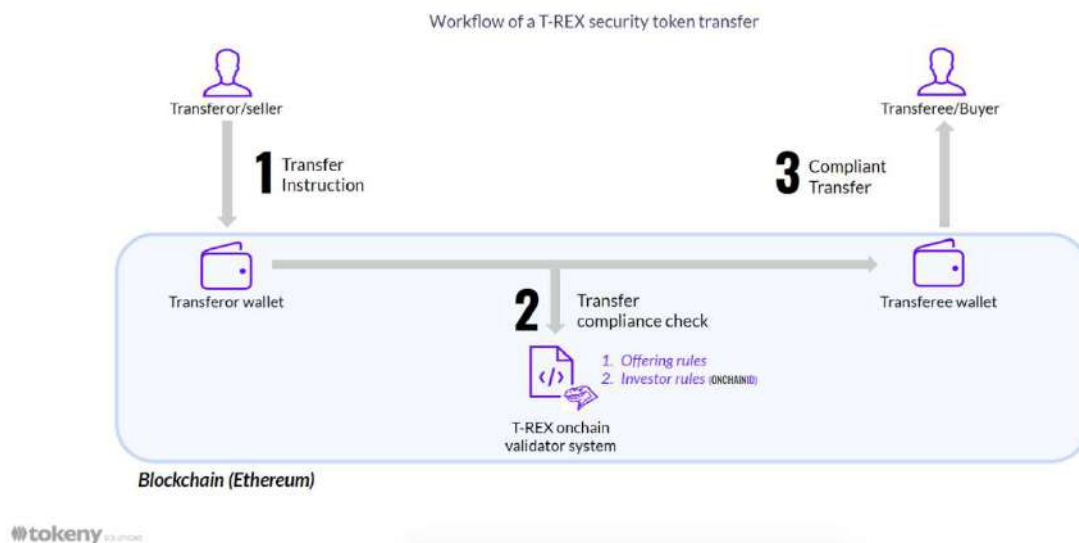 Workflow of a T-REX security token transfer
Transferor/seller
Transferee/Buyer
1 Transfer
Instruction
3 Compliant
Transfer
Transferor wallet
Transferee wallet
2 Transfer
compliance check
1. Offering rules
2. Investor rules (ONCHAINID)
</>
T-REX onchain
validator system
Blockchain (Ethereum)
tokeny SOLUTIONS